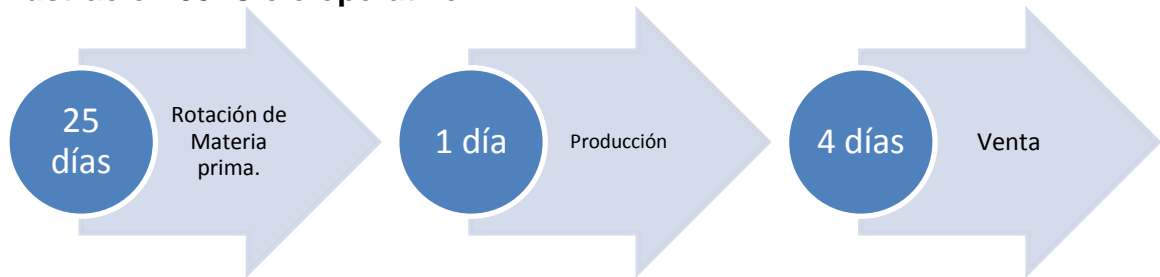 25
días
Rotación de
Materia
prima.
1 día
Producción
4 días
Venta